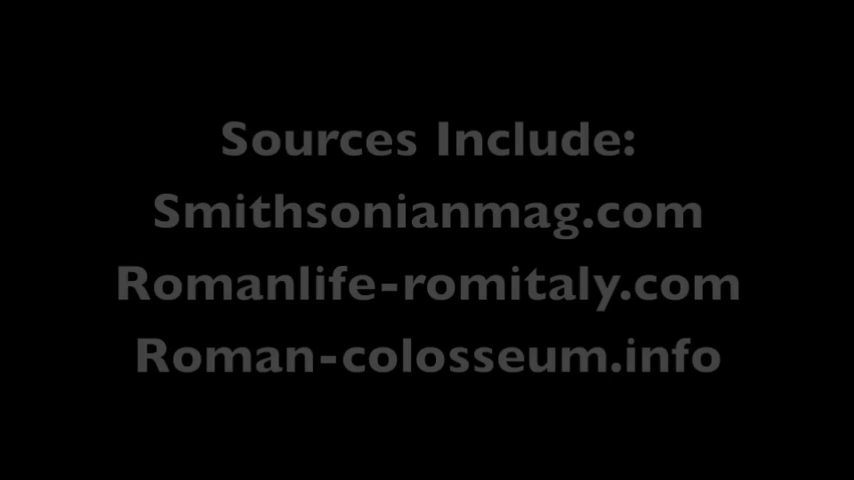 Sources Include:
Smithsonianmag.com
Romanlife-romitaly.com
Roman-colosseum.info